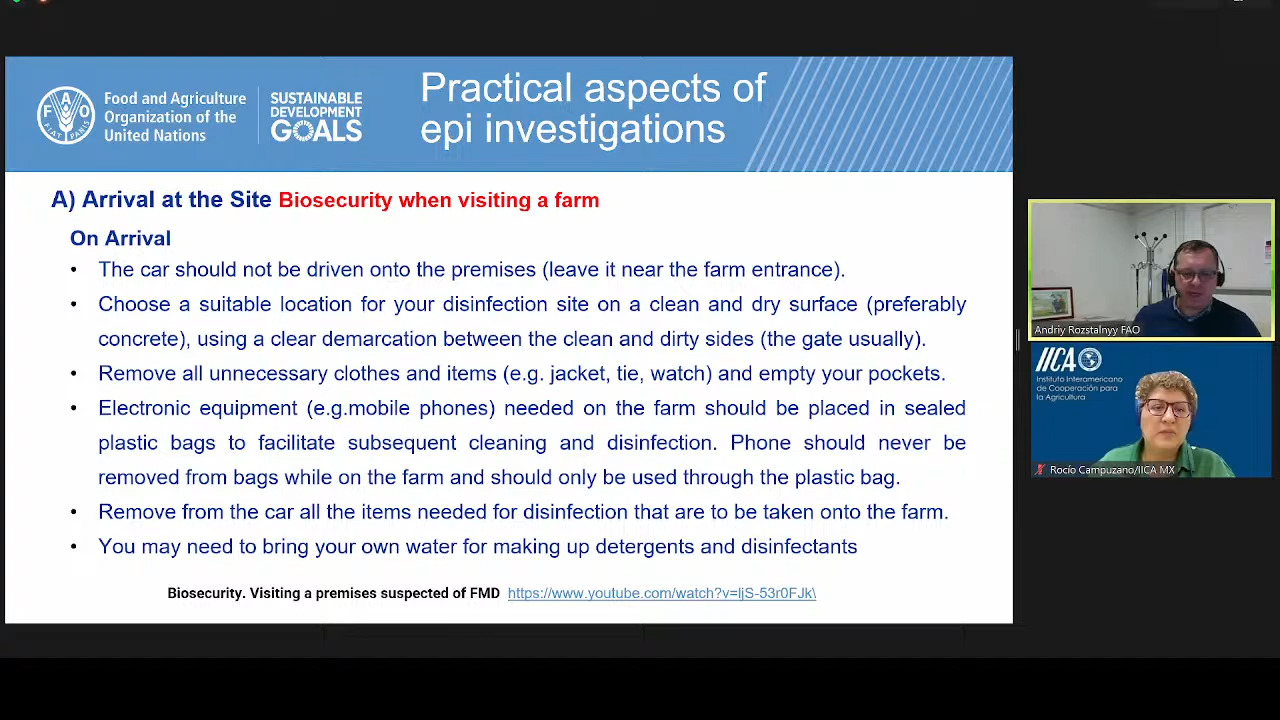 Food and Agriculture
Organization of the
United Nations
F A O
FIAT PANIS
SUSTAINABLE
DEVELOPMENT
GOALS
Practical aspects of
epi investigations
A) Arrival at the Site Biosecurity when visiting a farm
On Arrival
• The car should not be driven onto the premises (leave it near the farm entrance).
• Choose a suitable location for your disinfection site on a clean and dry surface (preferably
concrete), using a clear demarcation between the clean and dirty sides (the gate usually).
• Remove all unnecessary clothes and items (e.g. jacket, tie, watch) and empty your pockets.
• Electronic equipment (e.g.mobile phones) needed on the farm should be placed in sealed
plastic bags to facilitate subsequent cleaning and disinfection. Phone should never be
removed from bags while on the farm and should only be used through the plastic bag.
• Remove from the car all the items needed for disinfection that are to be taken onto the farm.
• You may need to bring your own water for making up detergents and disinfectants
Biosecurity. Visiting a premises suspected of FMD https://www.youtube.com/watch?v=ljS-53r0FJk\
Andriy Rozstalnyy FAO
IICA
Instituto Interamericano
de Cooperación para
la Agricultura
Rocío Campuzano/IICA MX